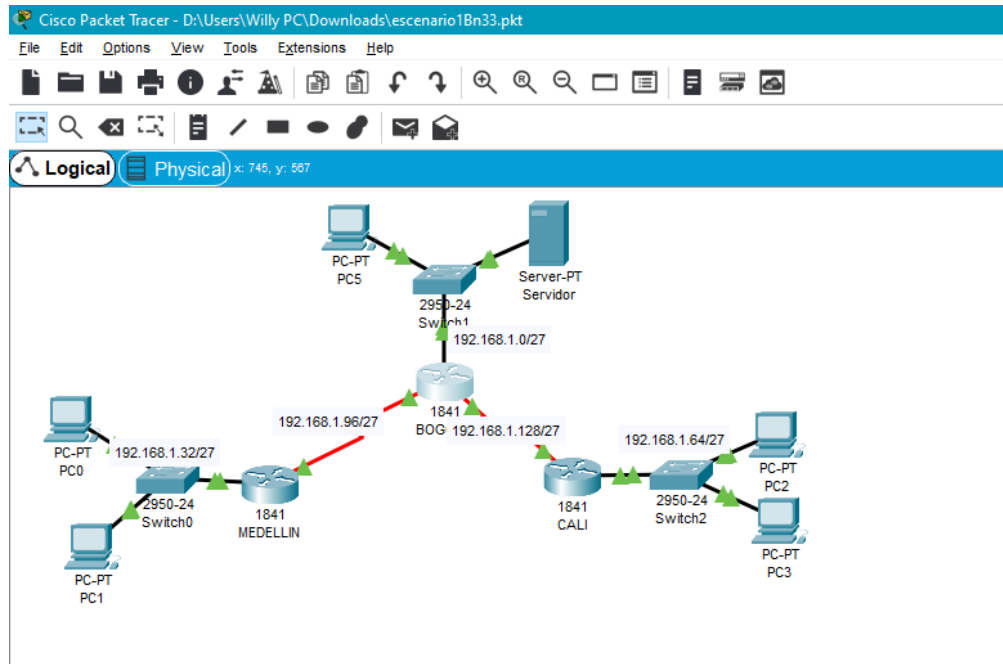 Cisco Packet Tracer - D:\Users\Willy PC\Downloads\escenario1Bn33.pkt
File Edit Options View Tools Extensions Help
Logical Physical x: 745, y: 567
PC-PT
PC5
Server-PT
Servidor
2950-24
Switch1
192.168.1.0/27
1841
BOG
192.168.1.96/27
192.168.1.128/27
PC-PT
PC0
192.168.1.32/27
2950-24
Switch0
1841
MEDELLIN
PC-PT
PC1
1841
CALI
192.168.1.64/27
2950-24
Switch2
PC-PT
PC2
PC-PT
PC3